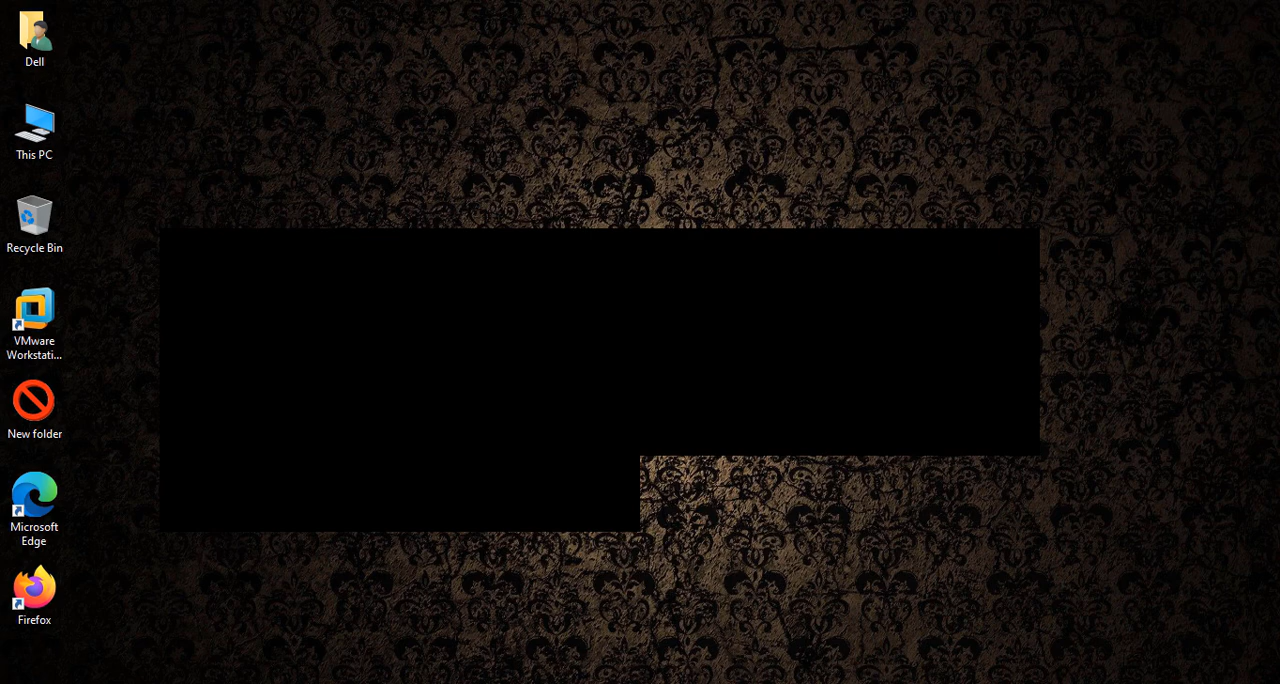 Dell
This PC
Recycle Bin
VMware
Workstati...
New folder
Microsoft
Edge
Firefox